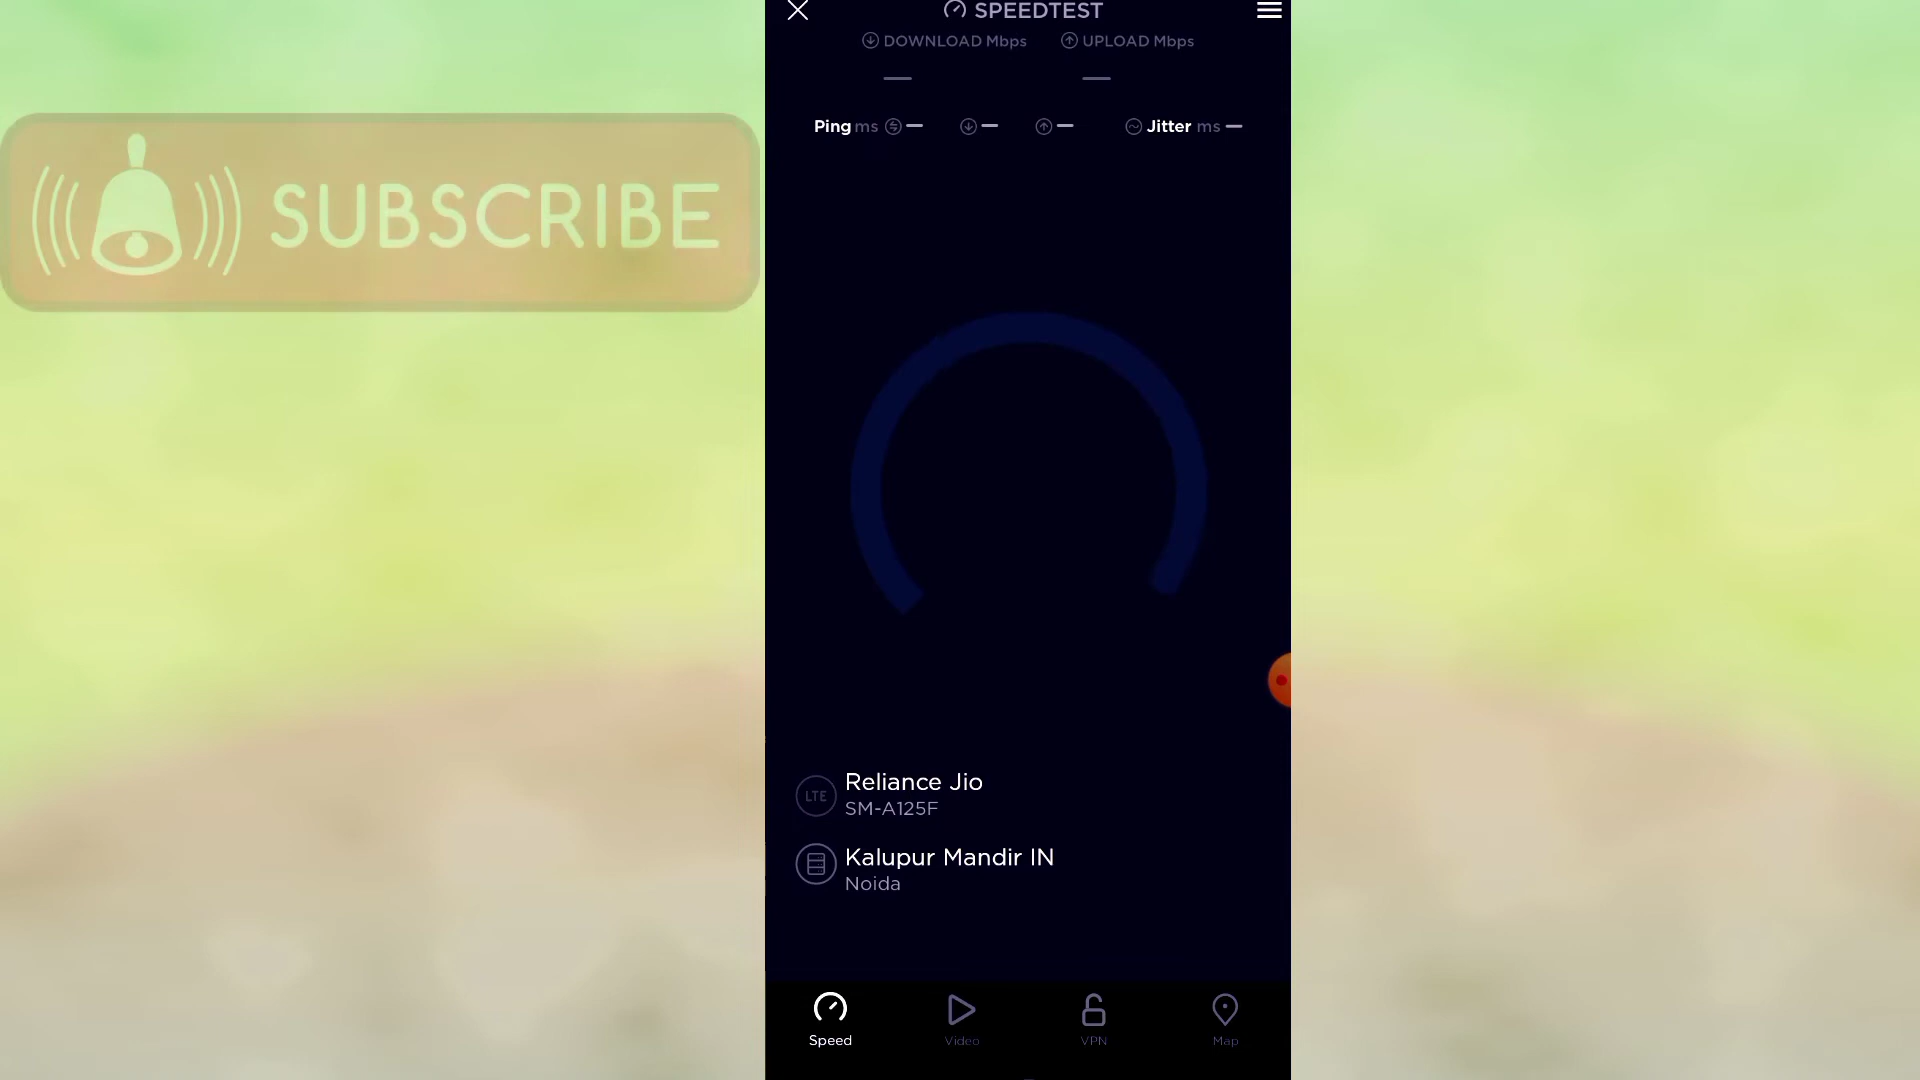 SUBSCRIBE
SPEEDTEST
DOWNLOAD Mbps UPLOAD Mbps
— —
Ping ms — — — Jitter ms —
LTE
Reliance Jio
SM-A125F
Kalupur Mandir IN
Noida
Speed Video VPN Map